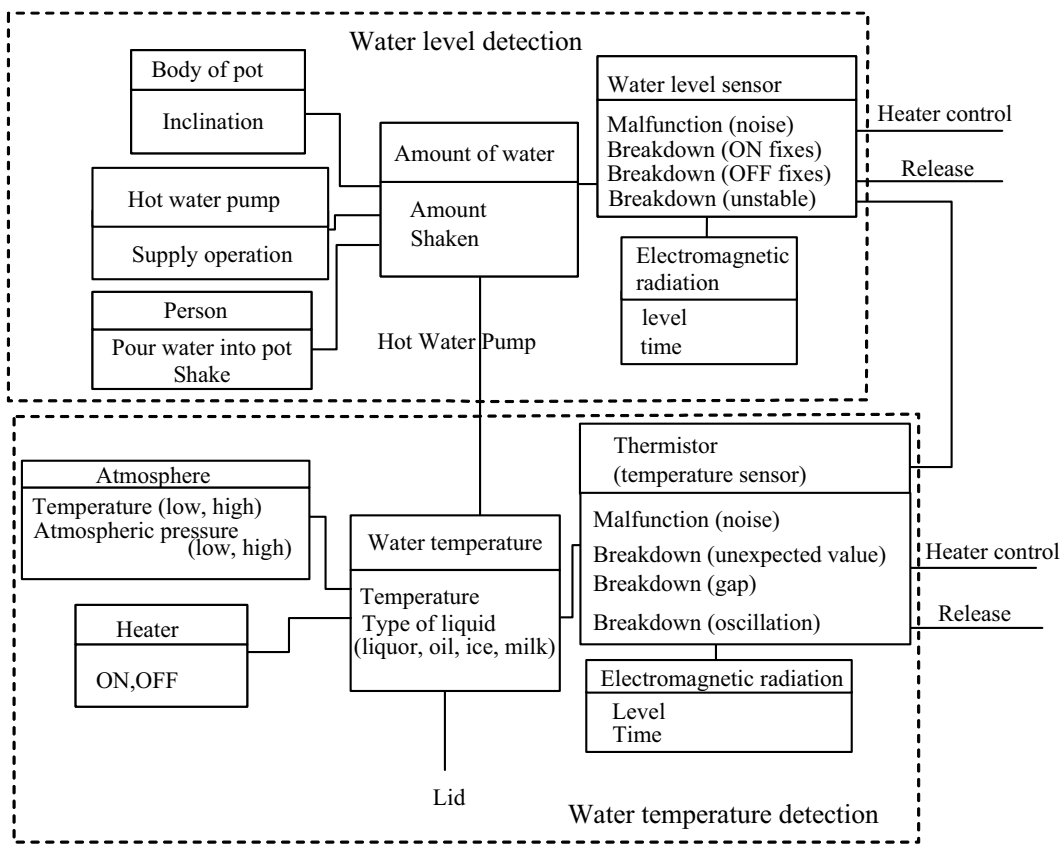 Water level detection
Body of pot
Inclination
Hot water pump
Supply operation
Person
Pour water into pot
Shake
Amount of water
Amount
Shaken
Hot Water Pump
Water level sensor
Malfunction (noise)
Breakdown (ON fixes)
Breakdown (OFF fixes)
Breakdown (unstable)
Electromagnetic
radiation
level
time
Heater control
Release
Atmosphere
Temperature (low, high)
Atmospheric pressure
(low, high)
Heater
ON,OFF
Water temperature
Temperature
Type of liquid
(liquor, oil, ice, milk)
Lid
Thermistor
(temperature sensor)
Malfunction (noise)
Breakdown (unexpected value)
Breakdown (gap)
Breakdown (oscillation)
Electromagnetic radiation
Level
Time
Heater control
Release
Water temperature detection